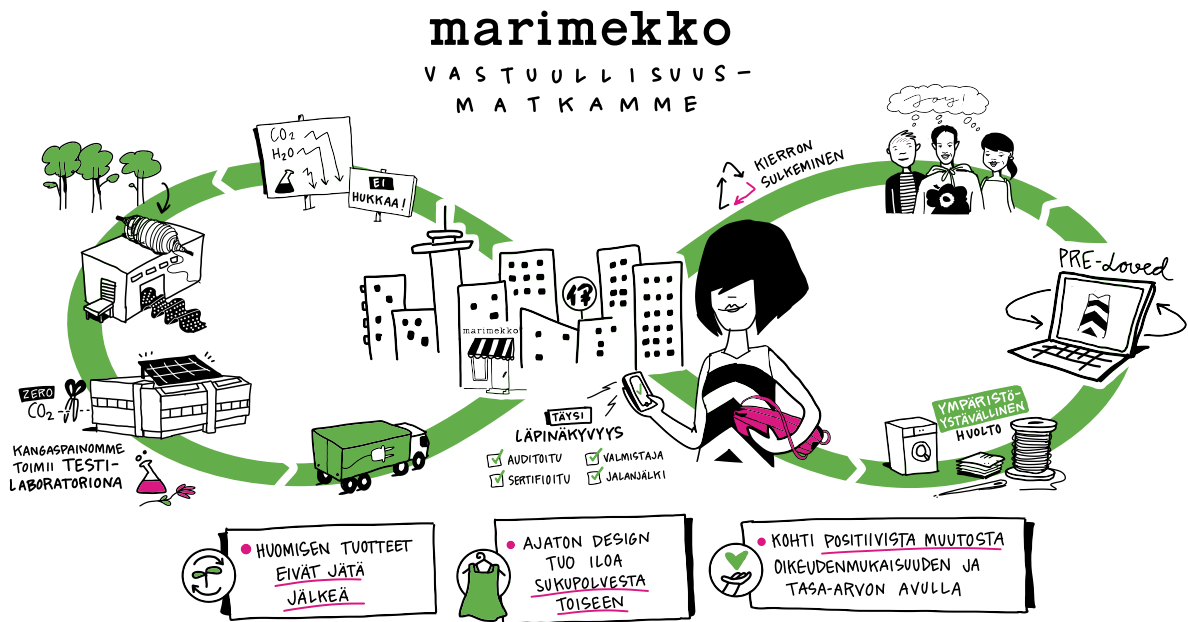 marimekko
VASTUULLISUUS-
MATKAMME
CO2
H2O
EI
HUKKAA!
KIERRON
SULKEMINEN
Joy!
PRE-Loved
marimekko
ZERO
CO2
KANGASPAINOMME
TOIMII TESTI-
LABORATORIONA
TÄYSI
LÄPINÄKYVYYS
AUDITOITU
VALMISTAJA
SERTIFIOITU
JALANJÄLKI
YMPÄRISTÖ-
YSTÄVÄLLINEN
HUOLTO
HUOMISEN TUOTTEET
EIVÄT JÄTÄ
JÄLKEÄ
AJATON DESIGN
TUO ILOA
SUKUPOLVESTA
TOISEEN
KOHTI POSITIIVISTA MUUTOSTA
OIKEUDENMUKAISUUDEN JA
TASA-ARVON AVULLA